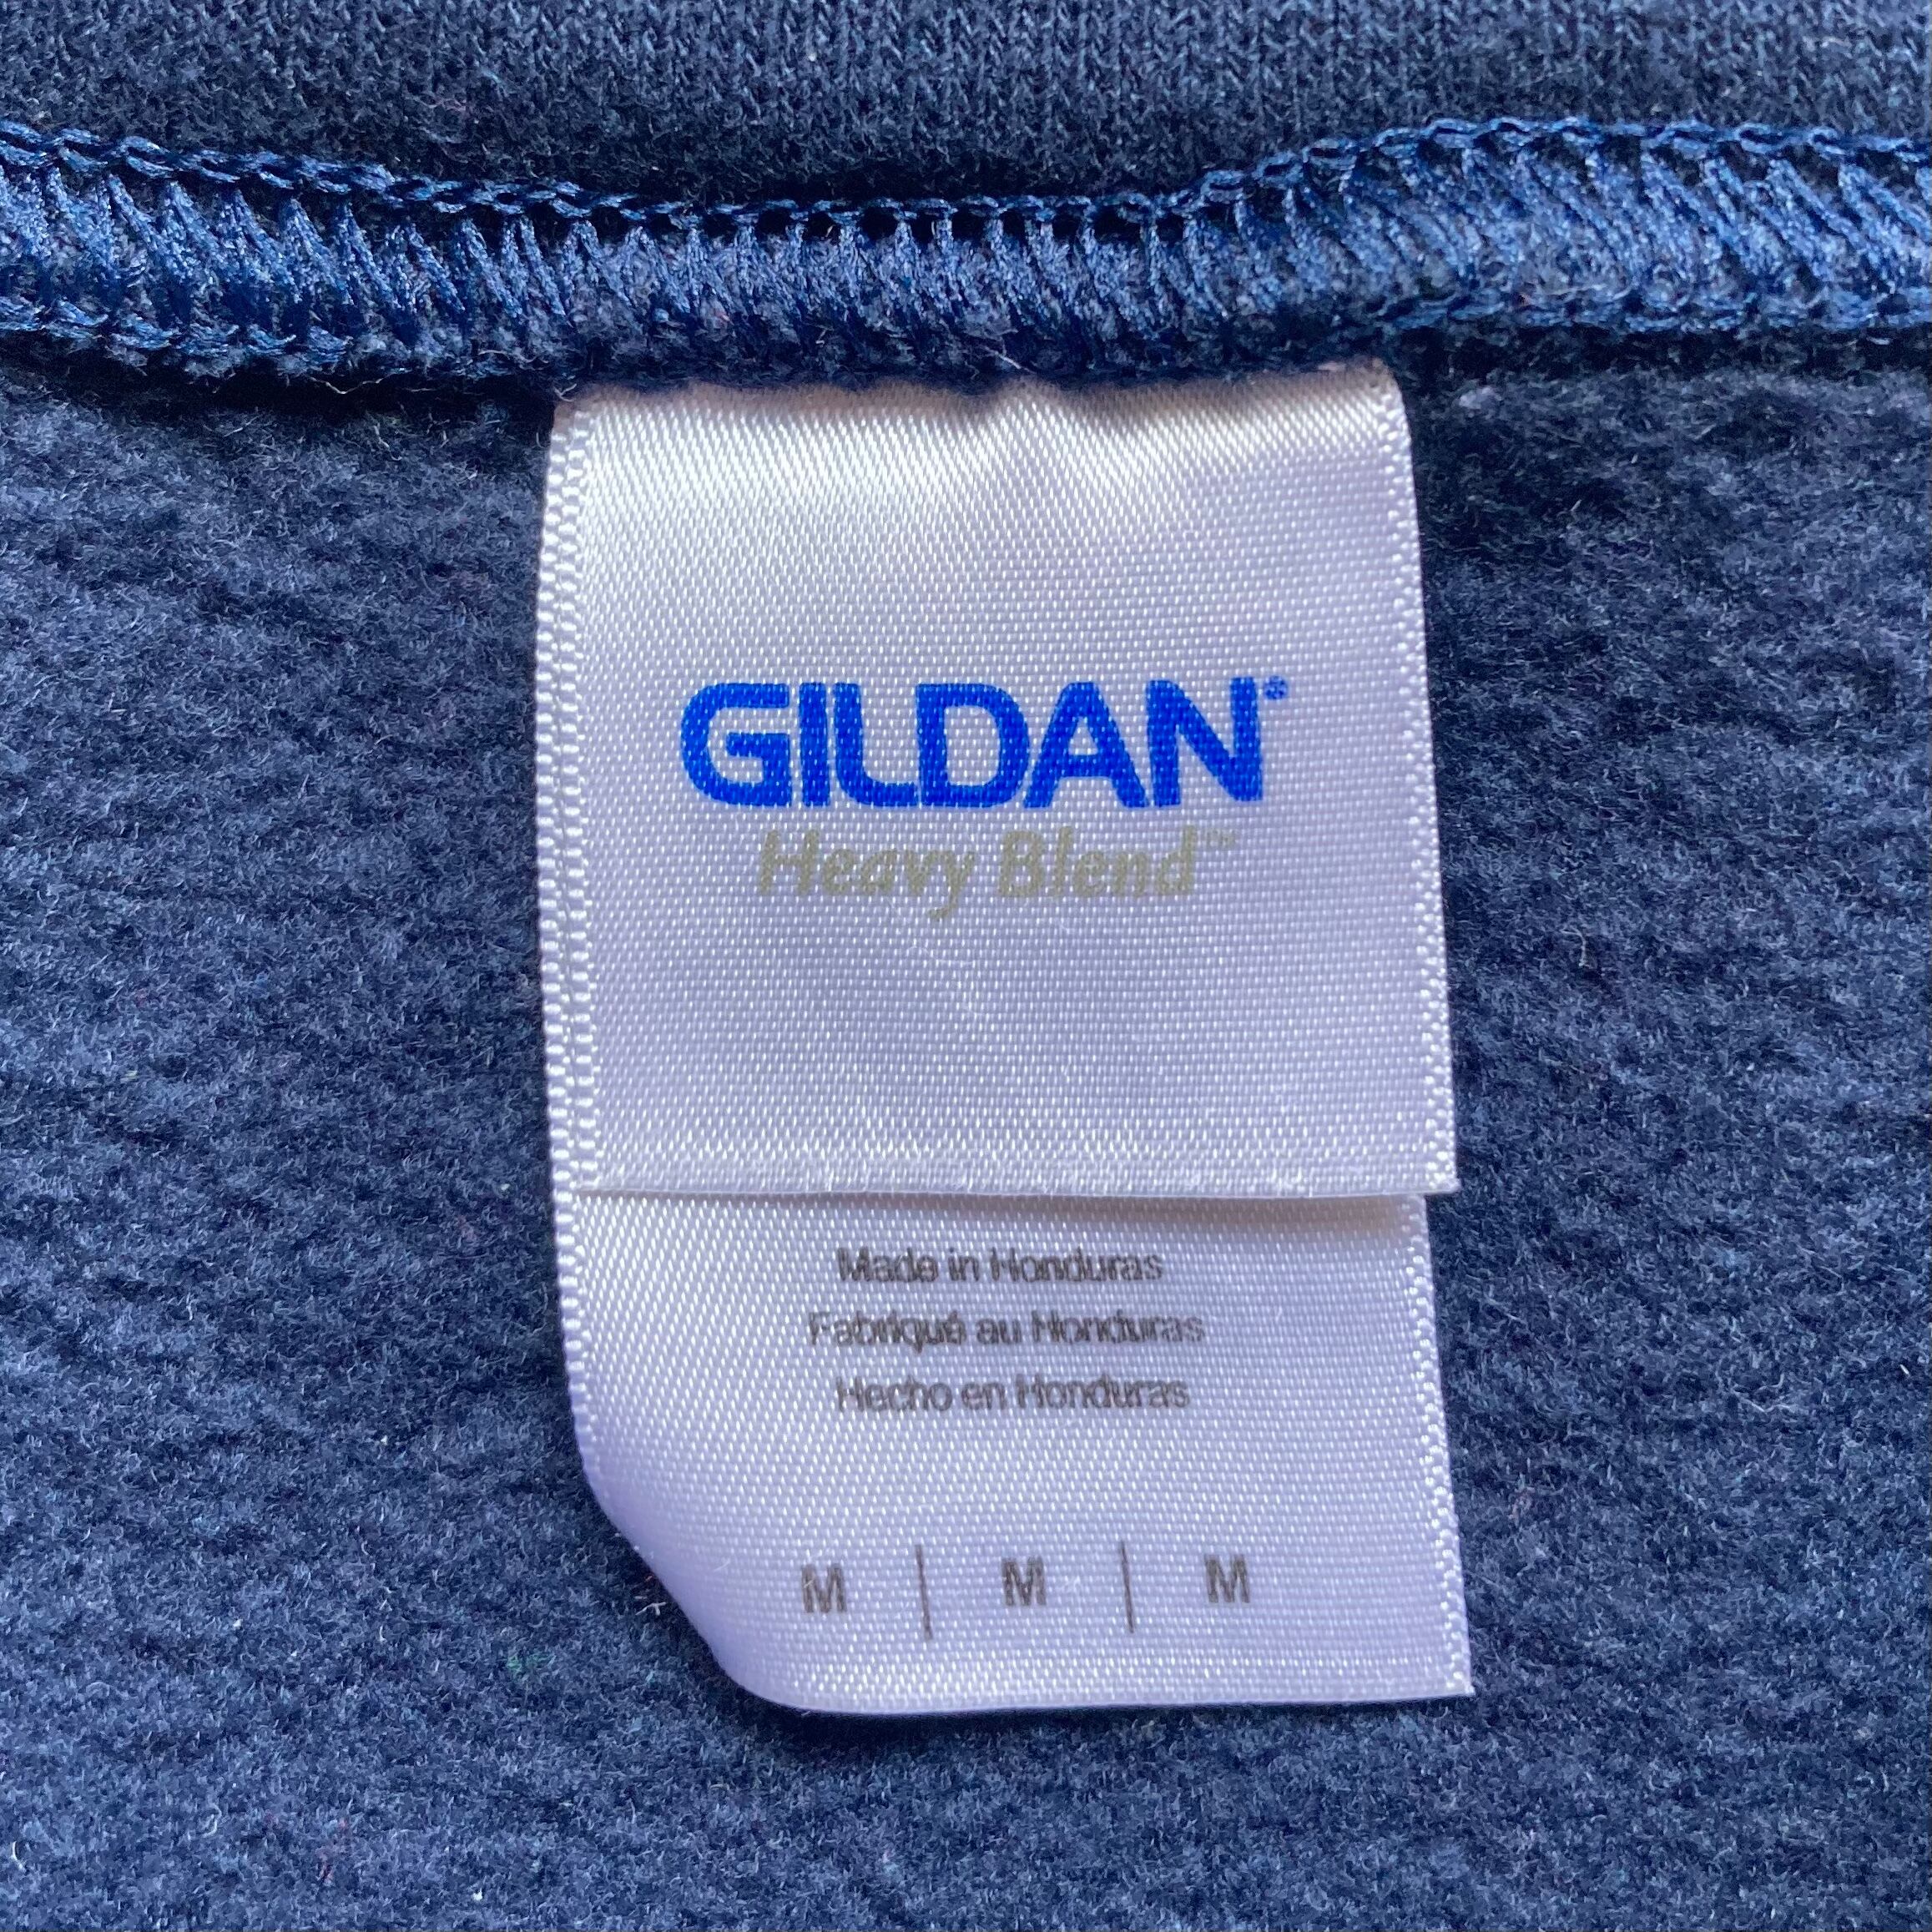 GILDAN®
Heavy Blend™
Made in Honduras
Fabriqué au Honduras
Hecho en Honduras
M | M | M